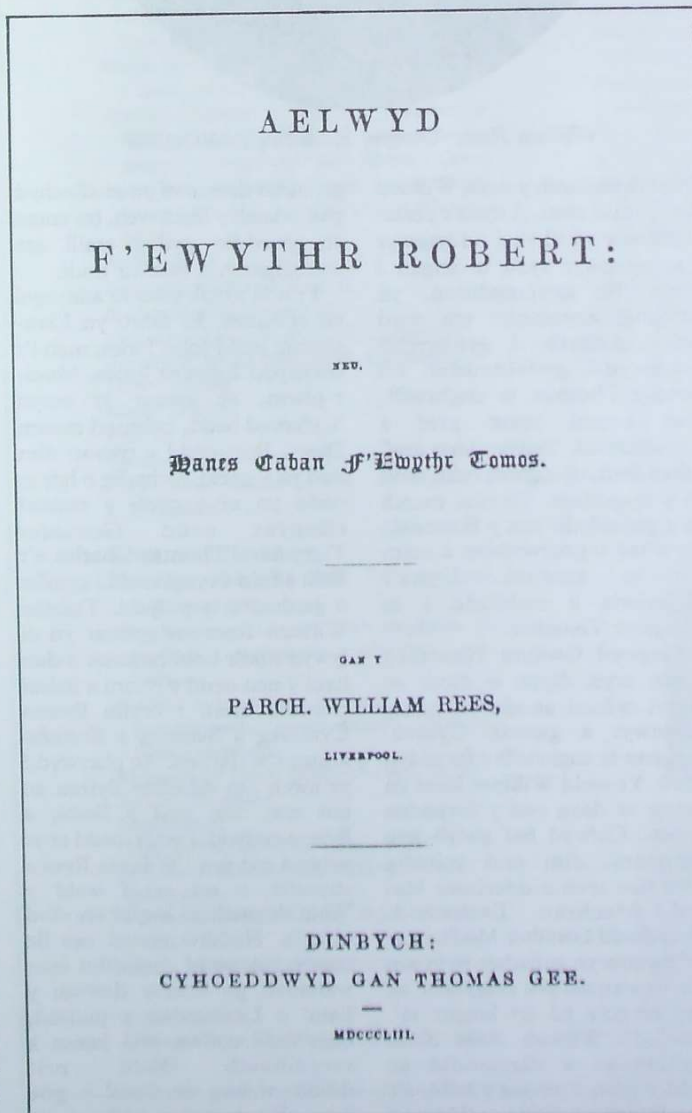 AELWYD
F'EWYTHR ROBERT:
NEU,
Hanes Caban F'Ewythr Tomos.
GAN Y
PARCH. WILLIAM REES,
LIVERPOOL.
DINBYCH:
CYHOEDDWYD GAN THOMAS GEE.
MDCCCLIII.